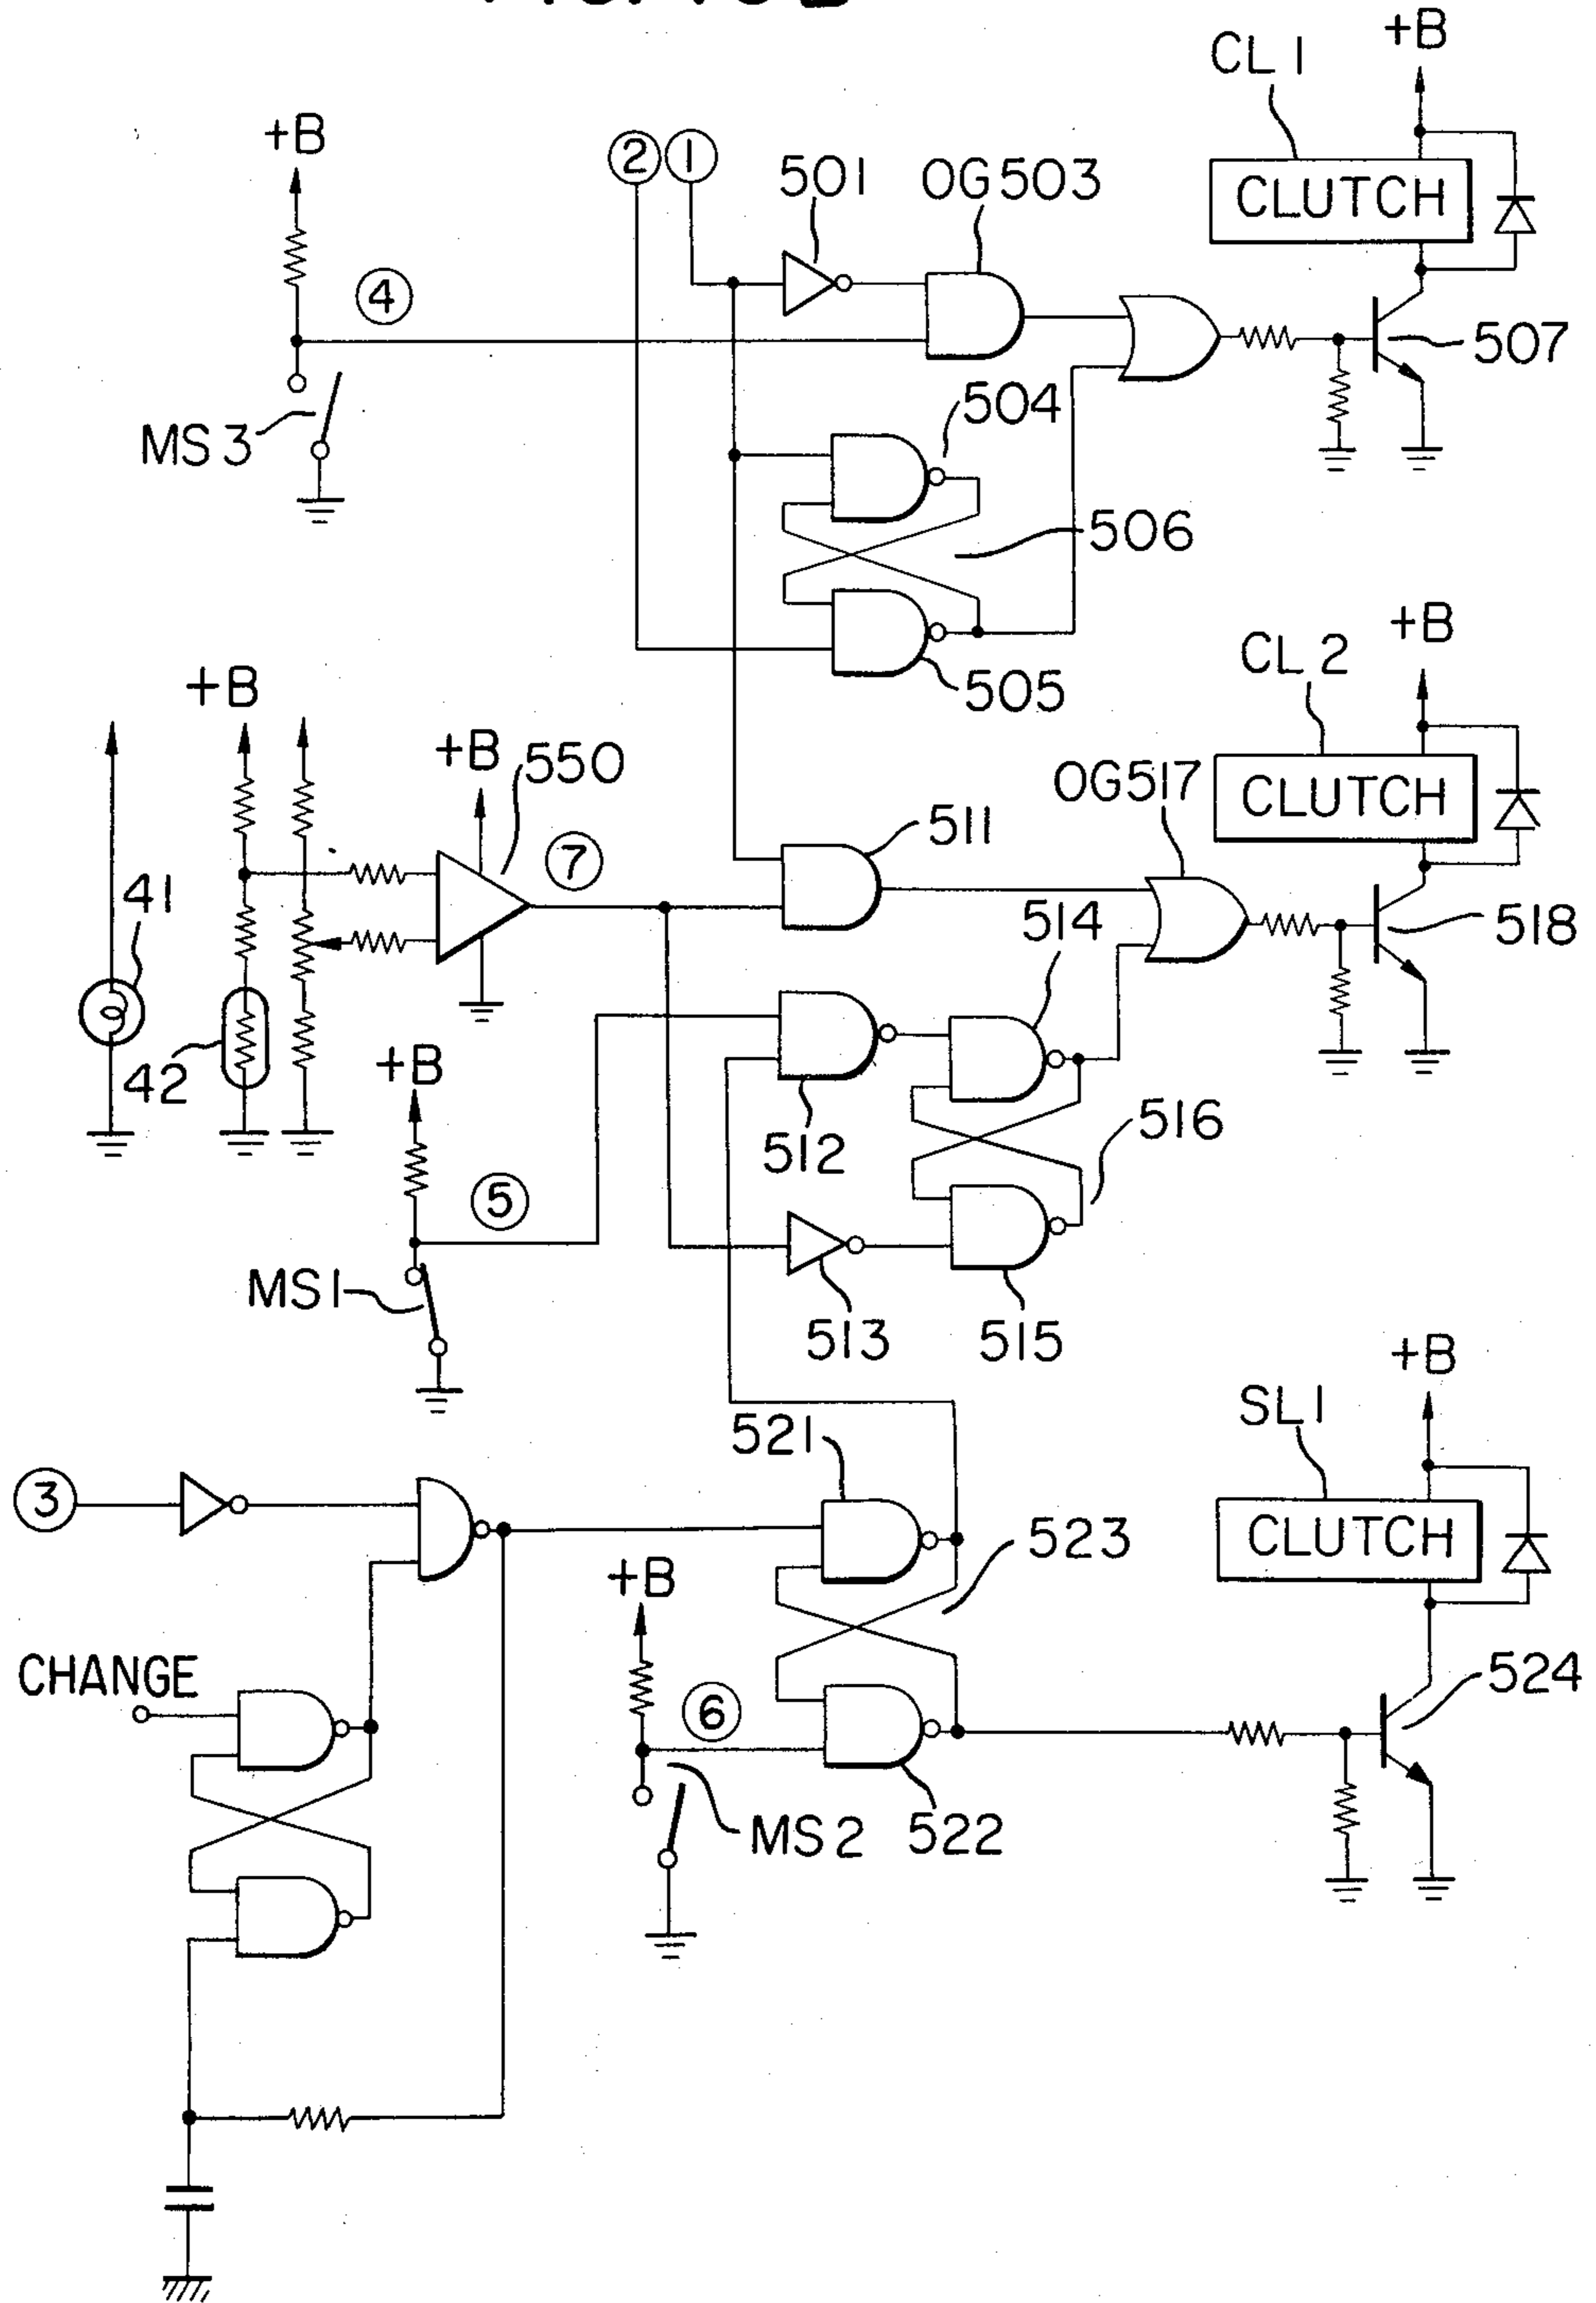 CL1
+B
+B
② ①
501
OG503
CLUTCH
④
507
MS3
504
506
505
+B
CL2
+B
+B
550
OG517
CLUTCH
⑦
511
41
514
518
42
+B
512
516
⑤
MS1
513
515
+B
SL1
521
③
CLUTCH
523
+B
CHANGE
⑥
524
MS2
522